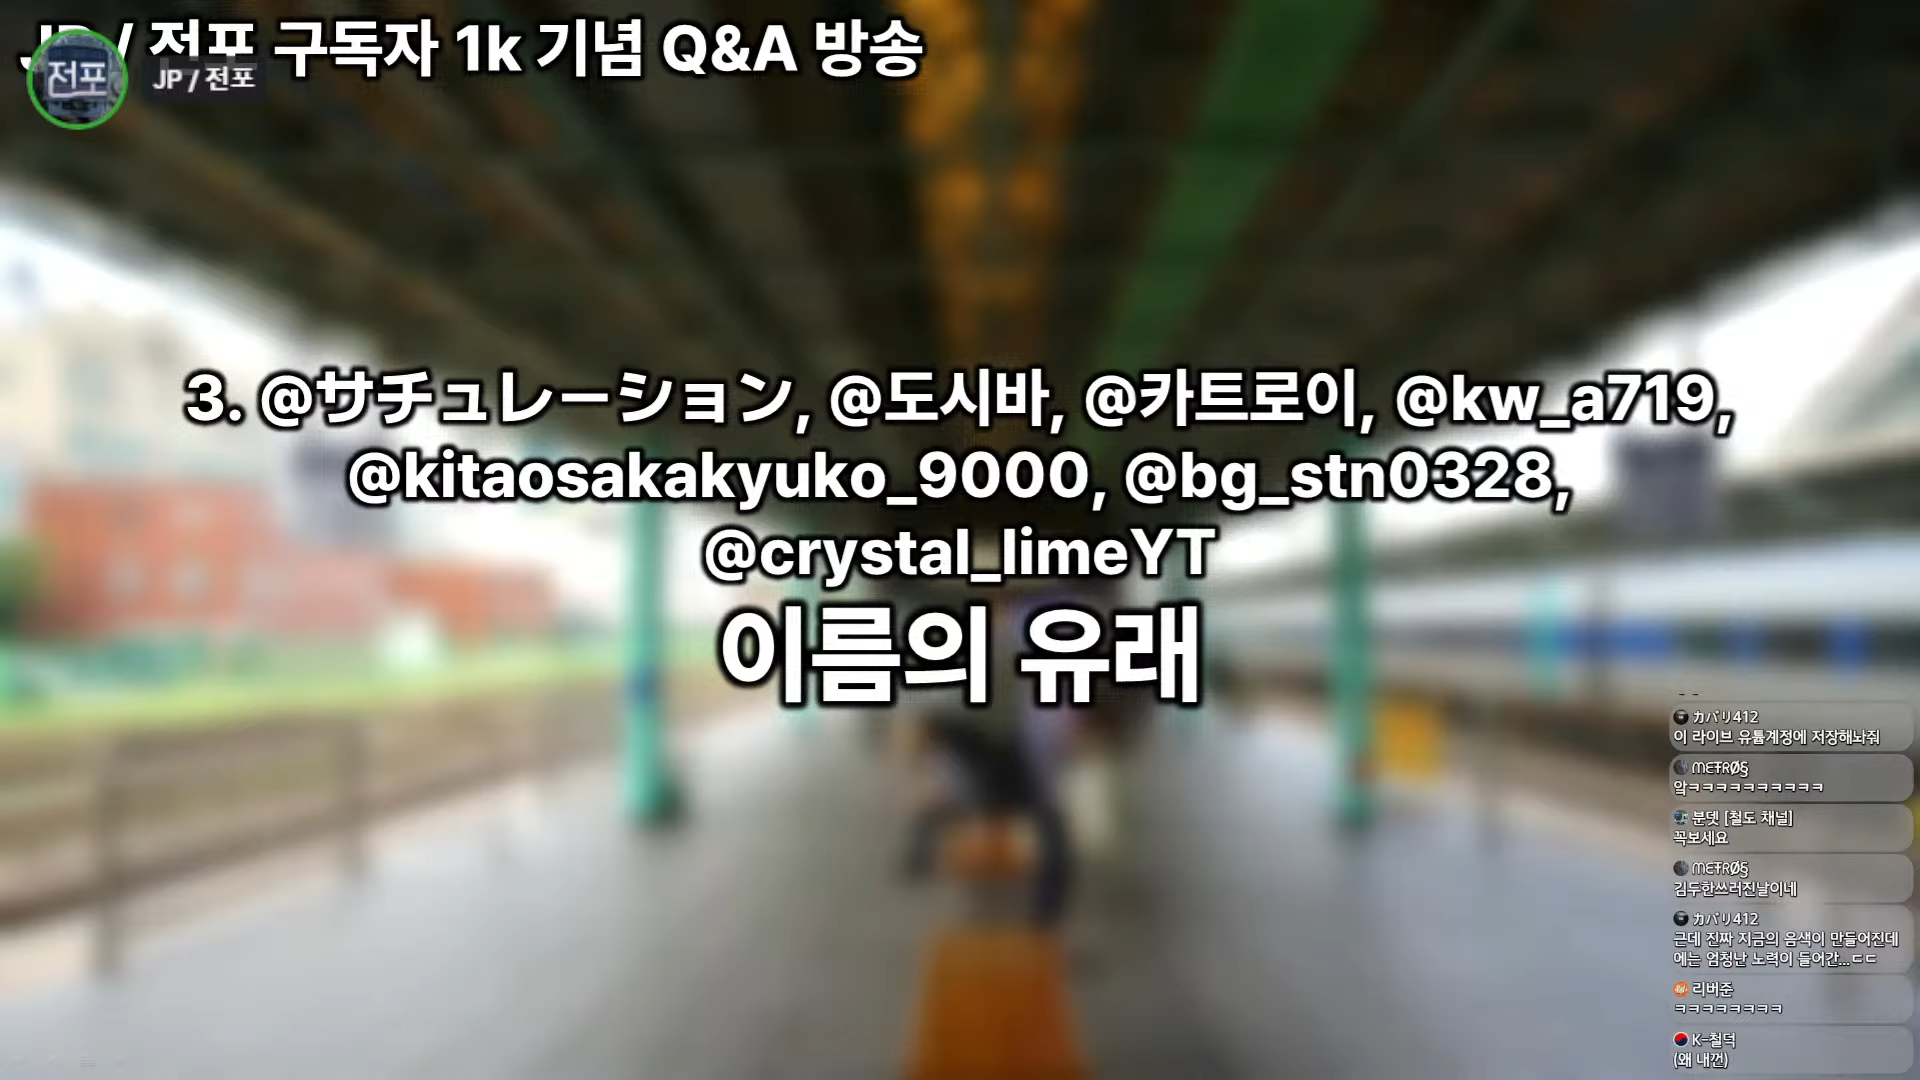 JP / 전포 구독자 1k 기념 Q&A 방송
전포
JP / 전포
3. @サチュレーション, @도시바, @카트로이, @kw_a719,
@kitaosakakyuko_9000, @bg_stn0328,
@crystal_limeYT
이름의 유래
カバリ412
이 라이브 유튭계정에 저장해놔줘
앜ㅋㅋㅋㅋㅋㅋㅋㅋㅋㅋ
분뎃 [철도 채널]
꼭보세요
김두한쓰러진날이네
カバリ412
근데 진짜 지금의 음색이 만들어진데
에는 엄청난 노력이 들어간...ㄷㄷ
리버준
ㅋㅋㅋㅋㅋㅋㅋㅋ
K-철덕
(왜 내껀)